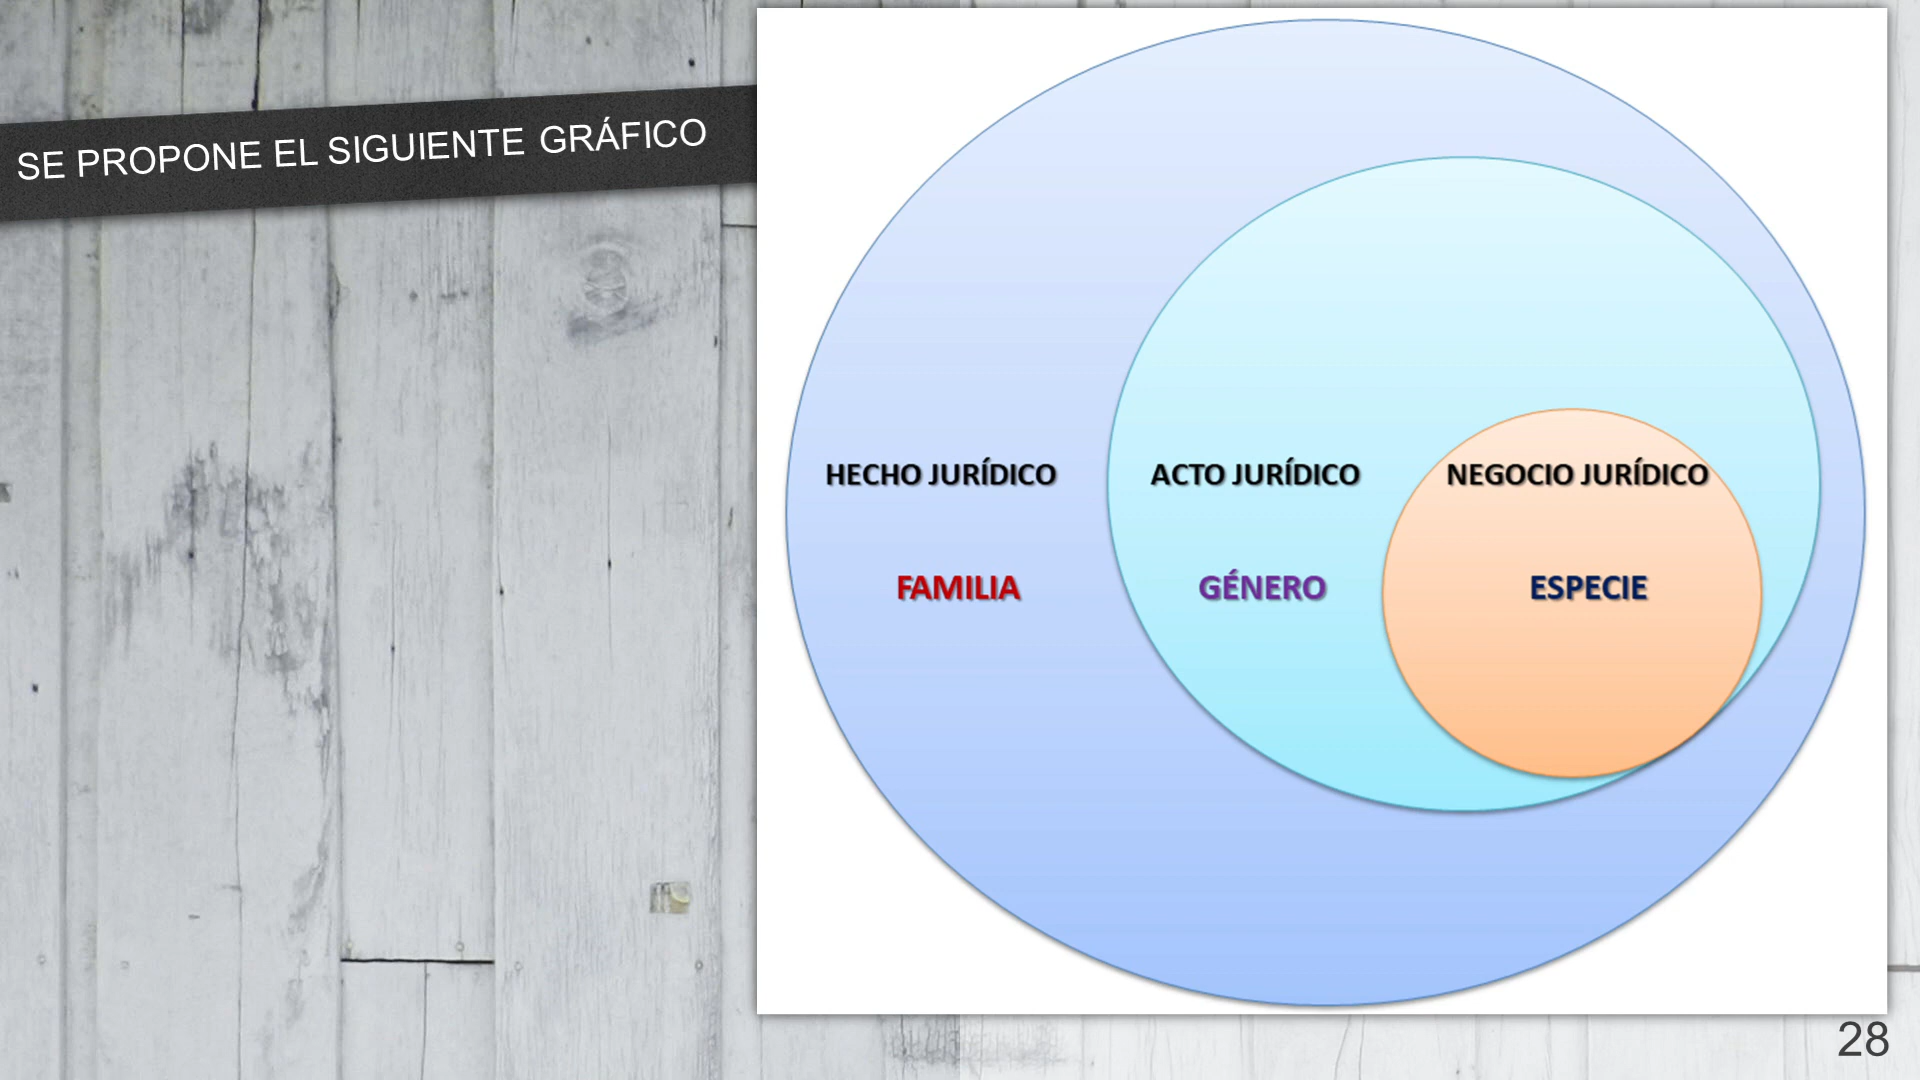 SE PROPONE EL SIGUIENTE GRÁFICO
HECHO JURÍDICO
ACTO JURÍDICO
NEGOCIO JURÍDICO
FAMILIA
GÉNERO
ESPECIE
28